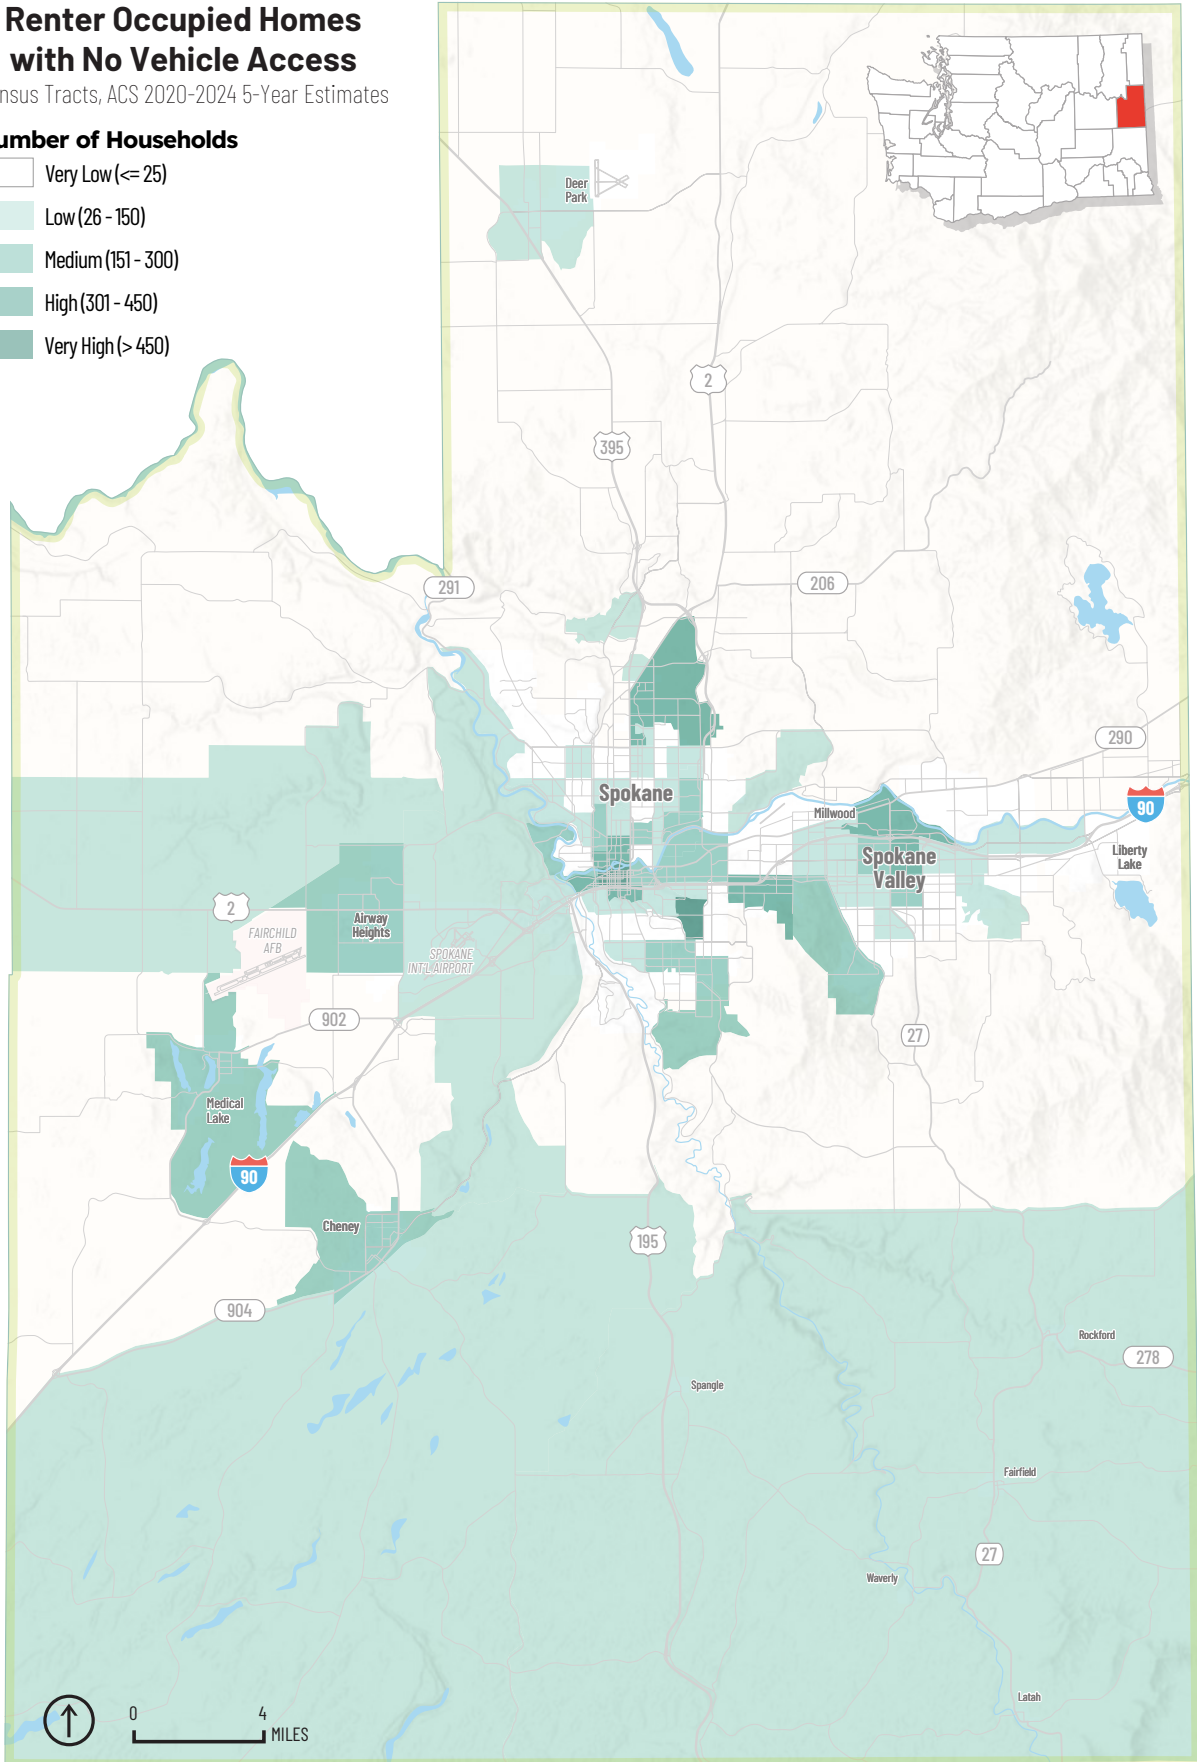 Renter Occupied Homes
with No Vehicle Access
Tracts, ACS 2020-2024 5-Year Estimates
of Households
Very Low (<= 25)
Low (26 - 150)
Medium (151 - 300)
High (301 - 450)
Very High (> 450)
Deer
Park
2
395
291
206
290
Spokane
Millwood
90
Spokane
Valley
Liberty
Lake
2
Airway
Heights
FAIRCHILD
AFB
SPOKANE
INT'L AIRPORT
902
27
Medical
Lake
90
Cheney
195
904
Rockford
278
Spangle
Fairfield
27
Waverly
Latah
0 4
MILES